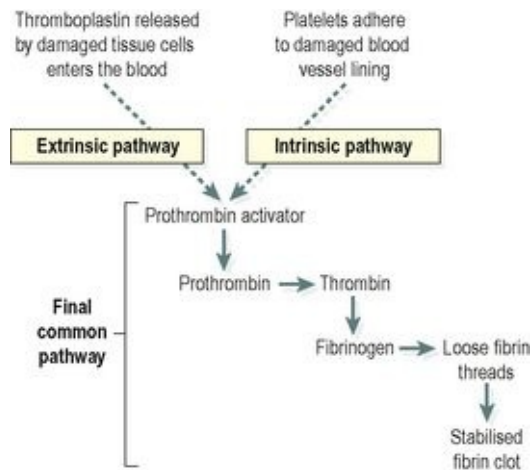 Thromboplastin released
by damaged tissue cells
enters the blood
Platelets adhere
to damaged blood
vessel lining
Extrinsic pathway
Intrinsic pathway
Prothrombin activator
Prothrombin
Thrombin
Final
common
pathway
Fibrinogen
Loose fibrin
threads
Stabilised
fibrin clot